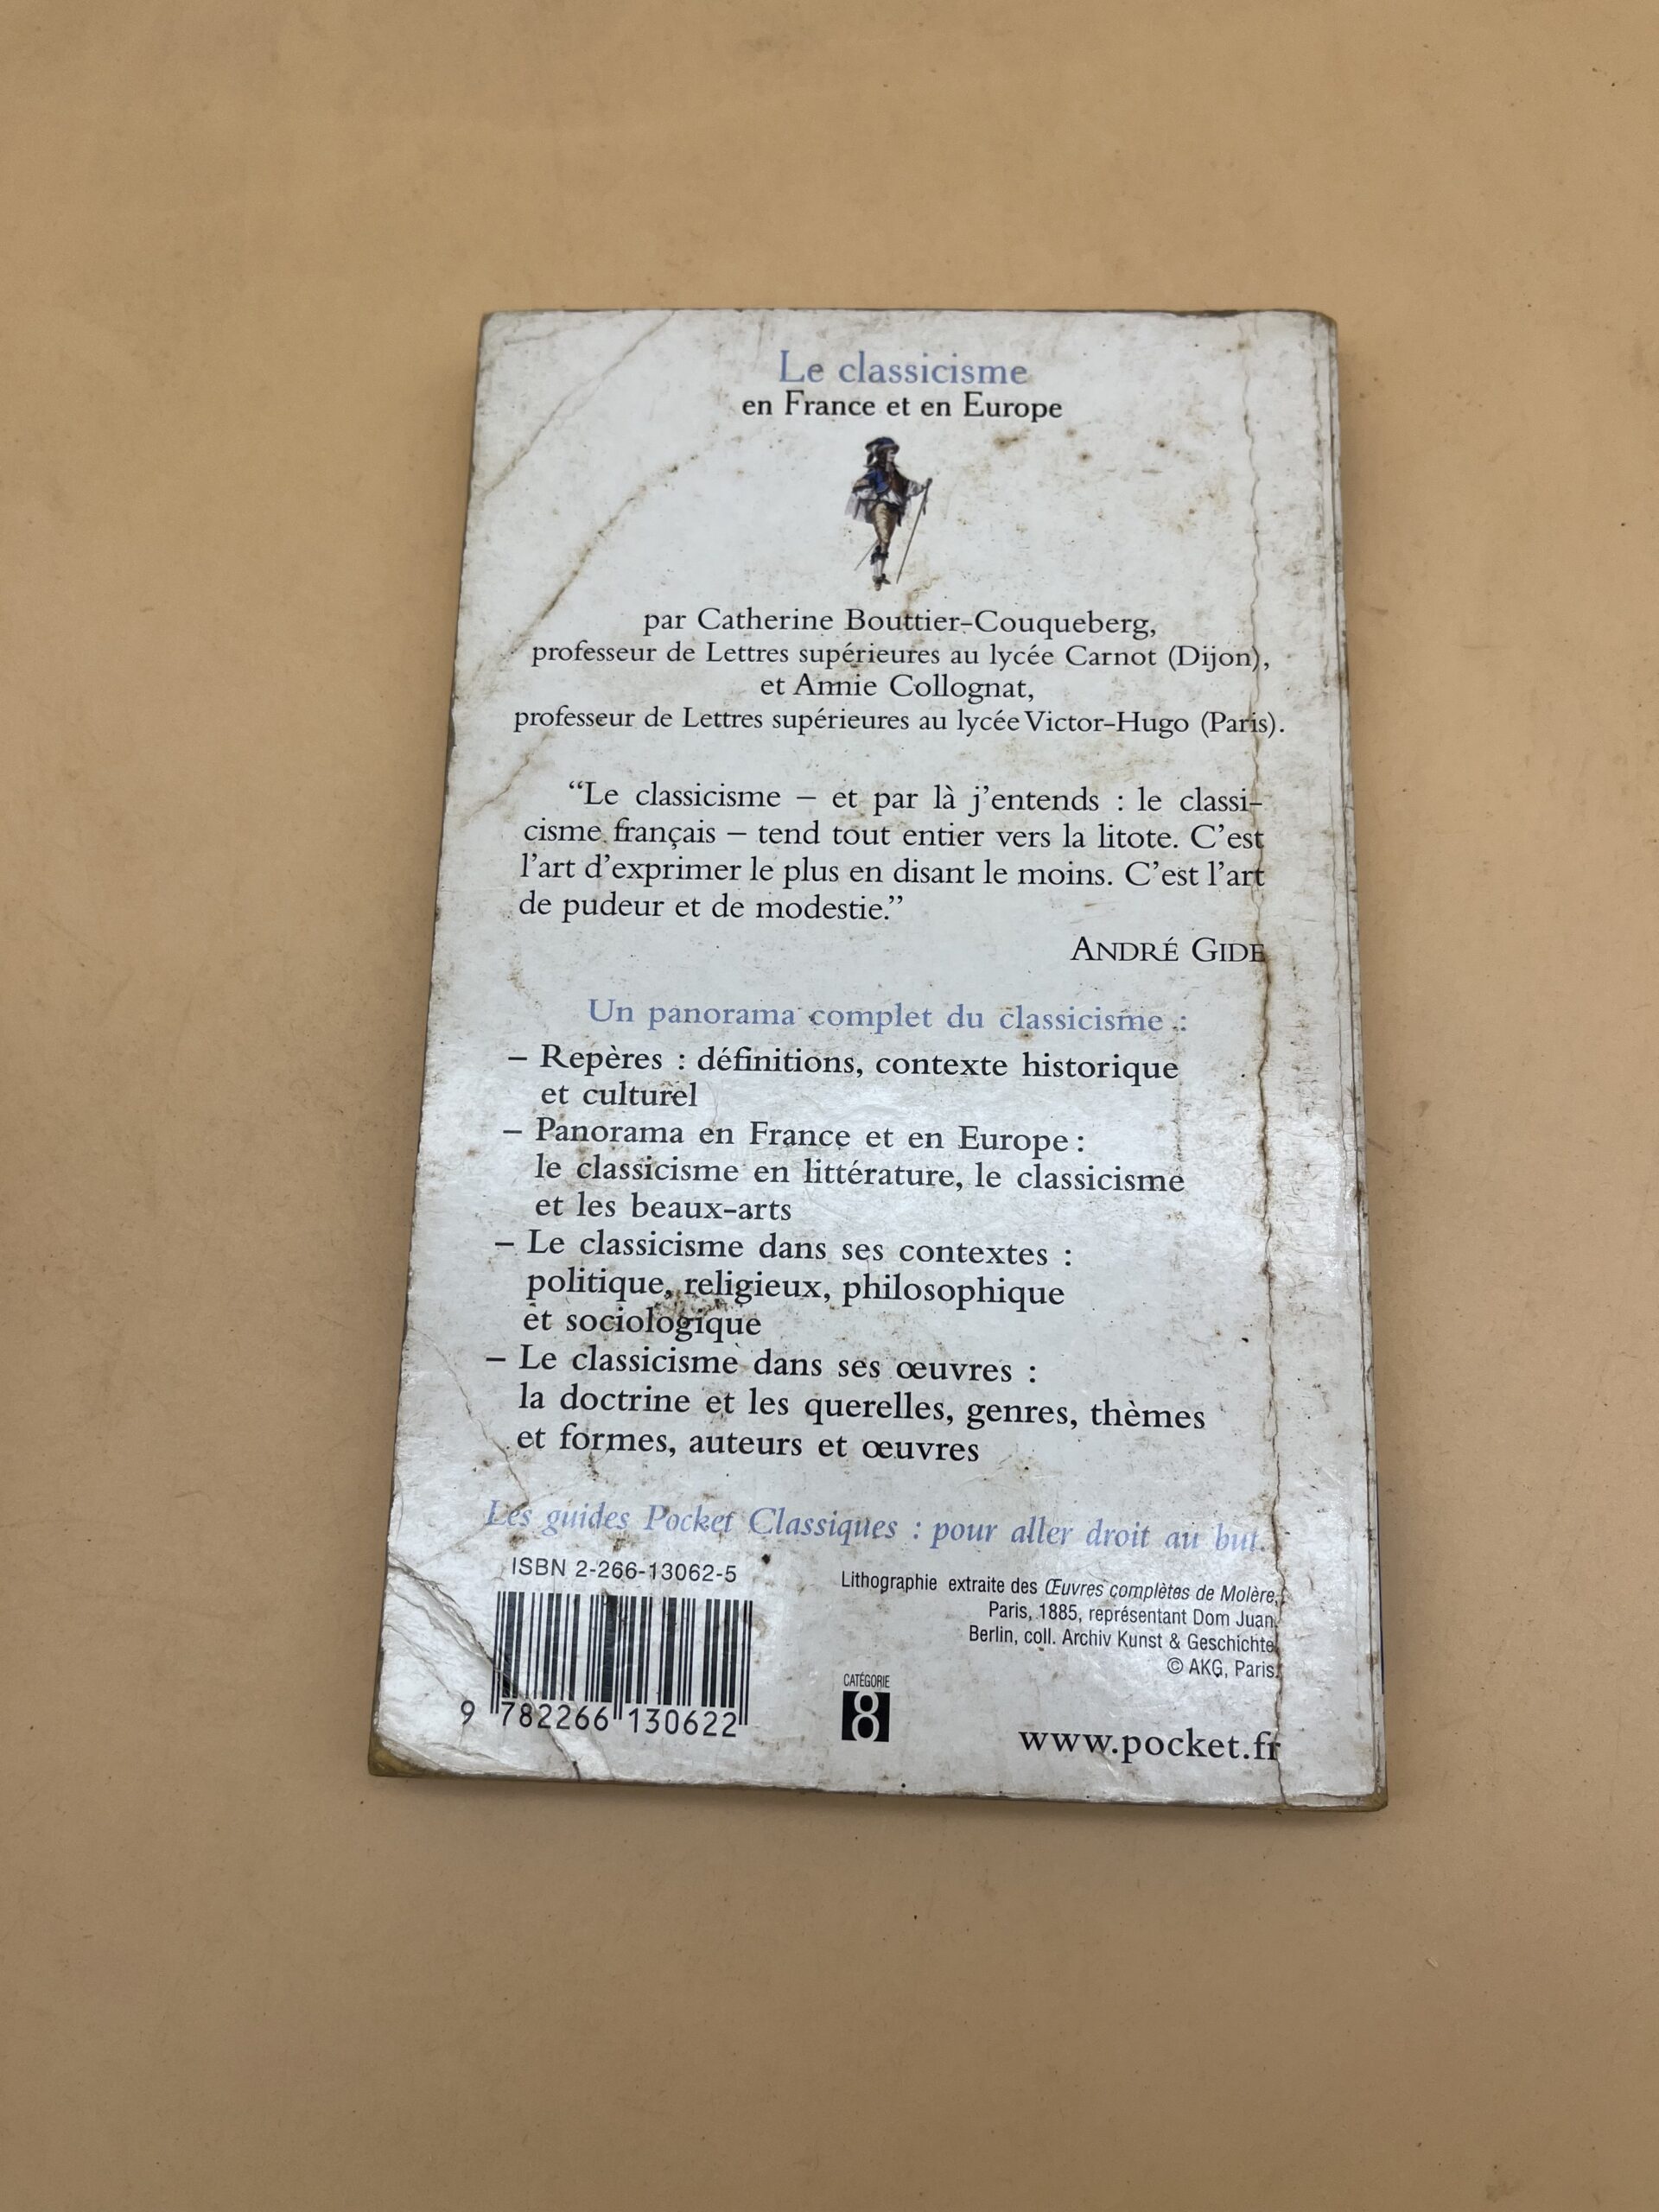 Le classicisme
en France et en Europe
par Catherine Bouttier-Couqueberg,
professeur de Lettres supérieures au lycée Carnot (Dijon),
et Annie Collognat,
professeur de Lettres supérieures au lycée Victor-Hugo (Paris).
“Le classicisme – et par là j’entends : le classi-
cisme français – tend tout entier vers la litote. C’est
l’art d’exprimer le plus en disant le moins. C’est l’art
de pudeur et de modestie.”
ANDRÉ GIDE
Un panorama complet du classicisme :
– Repères : définitions, contexte historique
et culturel
– Panorama en France et en Europe :
le classicisme en littérature, le classicisme
et les beaux-arts
– Le classicisme dans ses contextes :
politique, religieux, philosophique
et sociologique
– Le classicisme dans ses œuvres :
la doctrine et les querelles, genres, thèmes
et formes, auteurs et œuvres
Les guides Pocket Classiques : pour aller droit au but.
ISBN 2-266-13062-5
9 782266 130622
Lithographie extraite des Œuvres complètes de Molère,
Paris, 1885, représentant Dom Juan.
Berlin, coll. Archiv Kunst & Geschichte
© AKG, Paris.
CATÉGORIE
8
www.pocket.fr